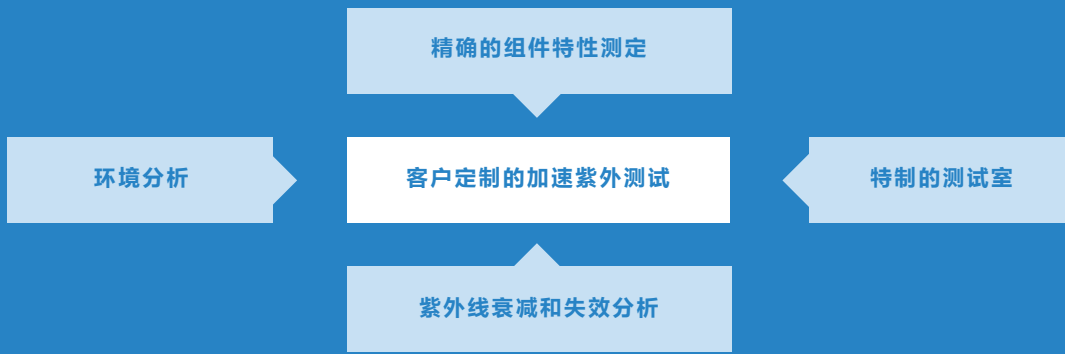 精确的组件特性测定
环境分析
客户定制的加速紫外测试
特制的测试室
紫外线衰减和失效分析